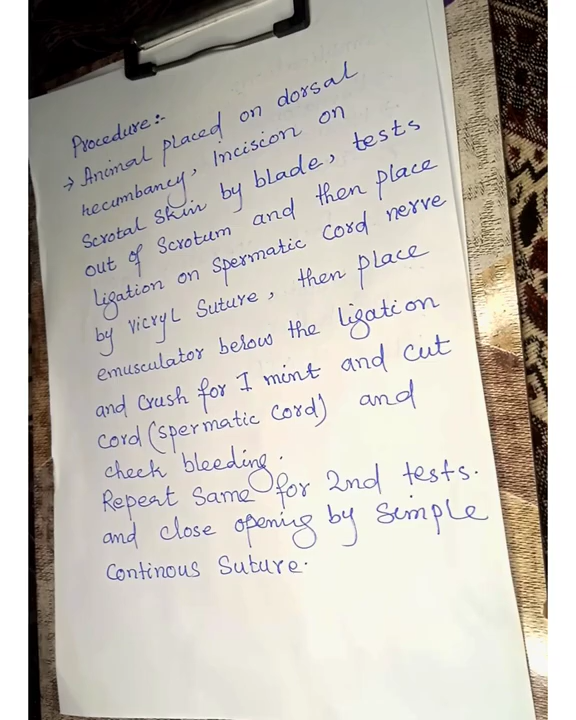 Procedure:-
→ Animal placed on dorsal
recumbancy, Incision on
Scrotal Skin by blade, tests
out of Scrotum and then place
ligation on Spermatic Cord nerve
by vicryl Suture, then place
emusculator below the ligation
and Crush for I mint and Cut
Cord (spermatic Cord) and
check bleeding.
Repeat Same for 2nd tests.
and close opening by Simple
Continous Suture.